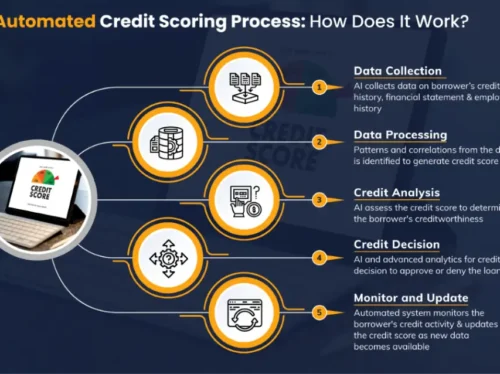 Automated Credit Scoring Process: How Does It Work?
CREDIT
SCORE
1
Data Collection
AI collects data on borrower's credit
history, financial statement & emplo
history
2
Data Processing
Patterns and correlations from the d
is identified to generate credit score
3
Credit Analysis
AI assess the credit score to determi
the borrower's creditworthiness
4
Credit Decision
AI and advanced analytics for credit
decision to approve or deny the loan
5
Monitor and Update
Automated system monitors the
borrower's credit activity & updates
the credit score as new data
becomes available
CREDIT
SCORE